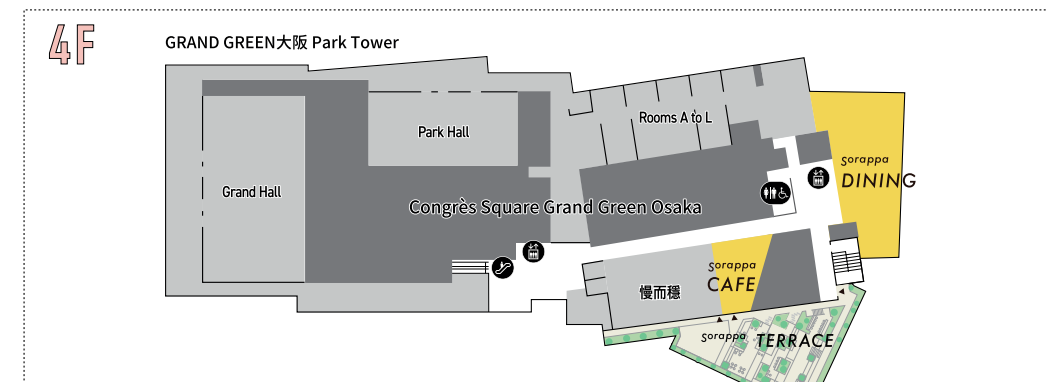 4F
GRAND GREEN大阪 Park Tower
Park Hall
Rooms A to L
Grand Hall
Sorappa
DINING
Congrès Square Grand Green Osaka
慢而穩
Sorappa
CAFE
Sorappa TERRACE